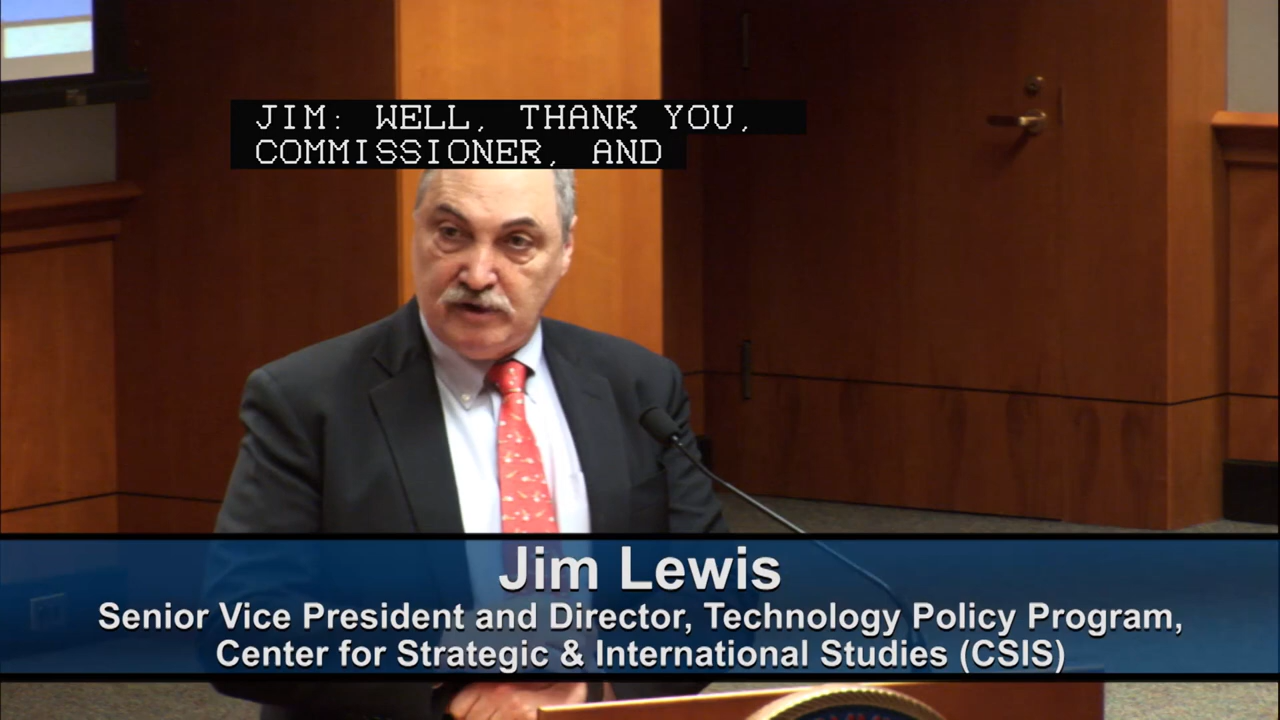 JIM: WELL, THANK YOU,
COMMISSIONER, AND
Jim Lewis
Senior Vice President and Director, Technology Policy Program,
Center for Strategic & International Studies (CSIS)